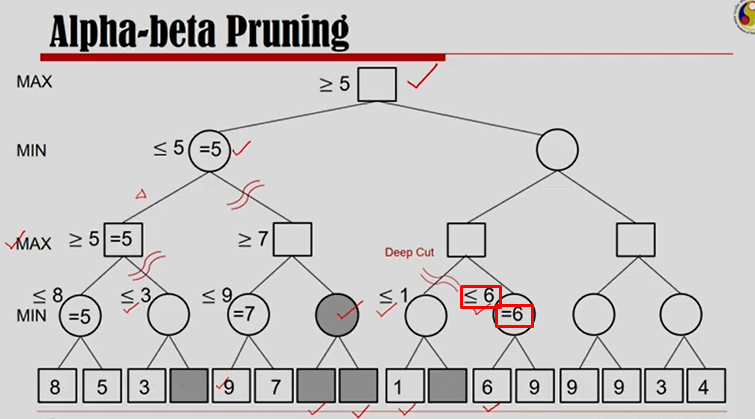 Alpha-beta Pruning
MAX ≥ 5
MIN ≤ 5 =5
MAX ≥ 5 =5 ≥ 7 Deep Cut
MIN ≤ 8 =5 ≤ 3 ≤ 9 =7 ≤ 1 ≤ 6 =6
8 5 3 9 7 1 6 9 9 9 3 4